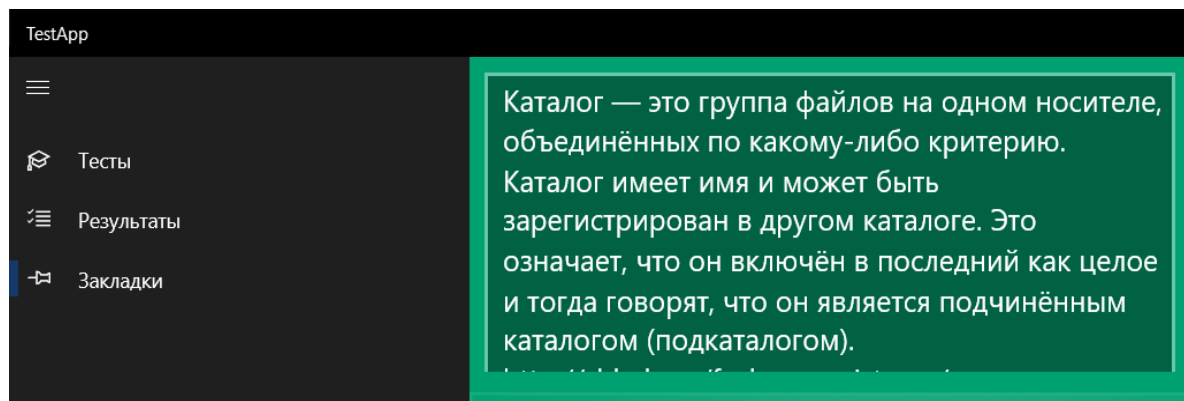 TestApp
Тесты
Результаты
Закладки
Каталог — это группа файлов на одном носителе,
объединённых по какому-либо критерию.
Каталог имеет имя и может быть
зарегистрирован в другом каталоге. Это
означает, что он включён в последний как целое
и тогда говорят, что он является подчинённым
каталогом (подкаталогом).